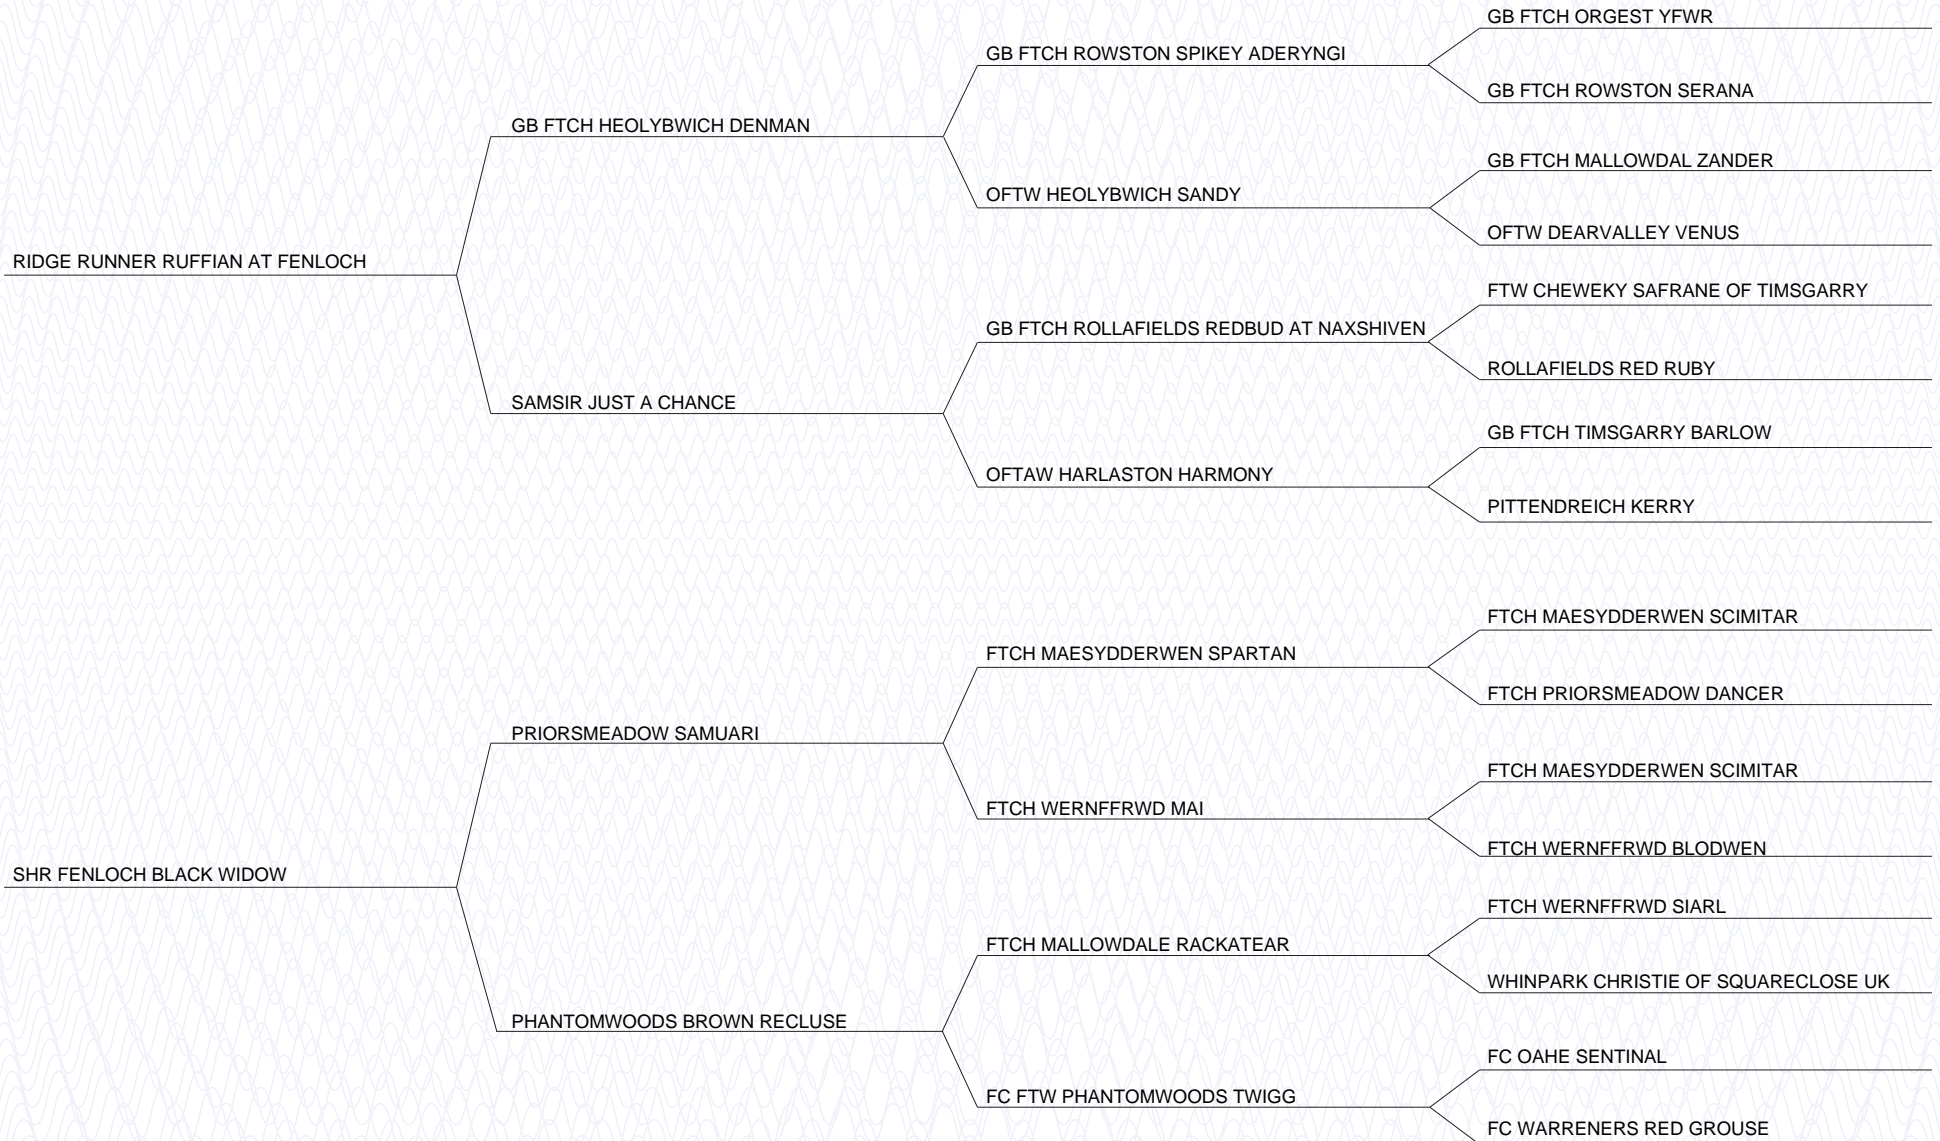 GB FTCH ORGEST YFWR
GB FTCH ROWSTON SPIKEY ADERYNGI
GB FTCH ROWSTON SERANA
GB FTCH HEOLYBWICH DENMAN
GB FTCH MALLOWDAL ZANDER
OFTW HEOLYBWICH SANDY
OFTW DEARVALLEY VENUS
RIDGE RUNNER RUFFIAN AT FENLOCH
FTW CHEWEKY SAFRANE OF TIMSGARRY
GB FTCH ROLLAFIELDS REDBUD AT NAXSHIVEN
ROLLAFIELDS RED RUBY
SAMSIR JUST A CHANCE
GB FTCH TIMSGARRY BARLOW
OFTAW HARLASTON HARMONY
PITTENDREICH KERRY
FTCH MAESYDDERWEN SCIMITAR
FTCH MAESYDDERWEN SPARTAN
FTCH PRIORSMEADOW DANCER
PRIORSMEADOW SAMUARI
FTCH MAESYDDERWEN SCIMITAR
FTCH WERNFFRWD MAI
FTCH WERNFFRWD BLODWEN
SHR FENLOCH BLACK WIDOW
FTCH WERNFFRWD SIARL
FTCH MALLOWDALE RACKATEAR
WHINPARK CHRISTIE OF SQUARECLOSE UK
PHANTOMWOODS BROWN RECLUSE
FC OAHE SENTINAL
FC FTW PHANTOMWOODS TWIGG
FC WARRENERS RED GROUSE